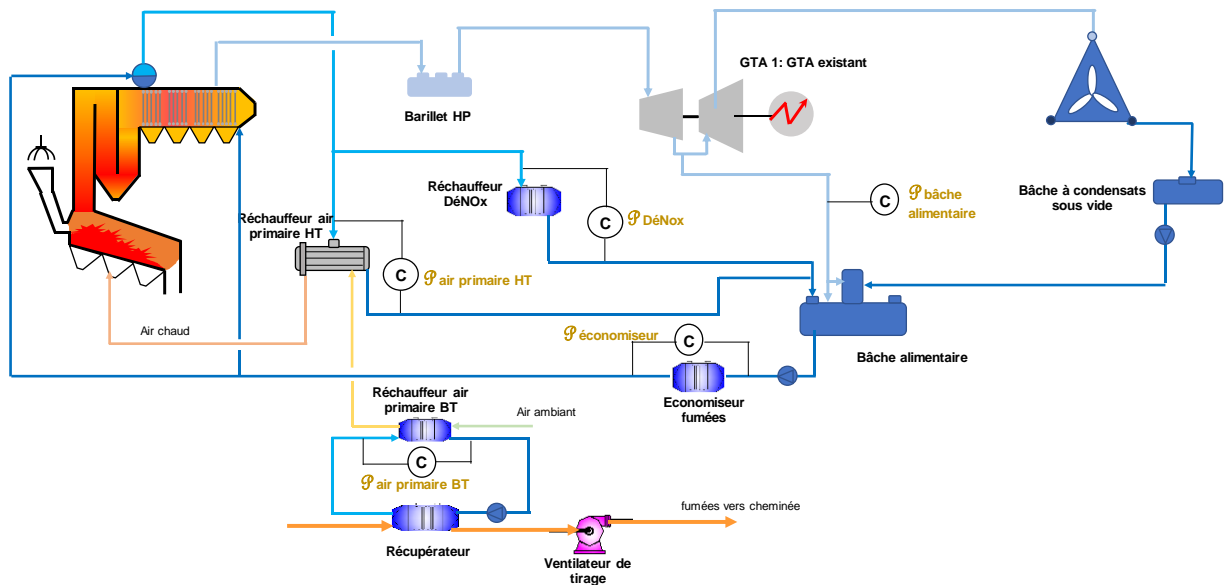 GTA 1: GTA existant
Barillet HP
Réchauffeur
DéNOx
C
𝒫 bâche
alimentaire
Bâche à condensats
sous vide
Réchauffeur air
primaire HT
C
𝒫 DéNox
C
𝒫 air primaire HT
Air chaud
𝒫 économiseur
C
Bâche alimentaire
Economiseur
fumées
Réchauffeur air
primaire BT
Air ambiant
C
𝒫 air primaire BT
fumées vers cheminée
Récupérateur
Ventilateur de
tirage